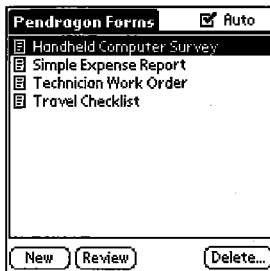 Pendragon Forms Auto
Handheld Computer Survey
Simple Expense Report
Technician Work Order
Travel Checklist
New Review Delete...